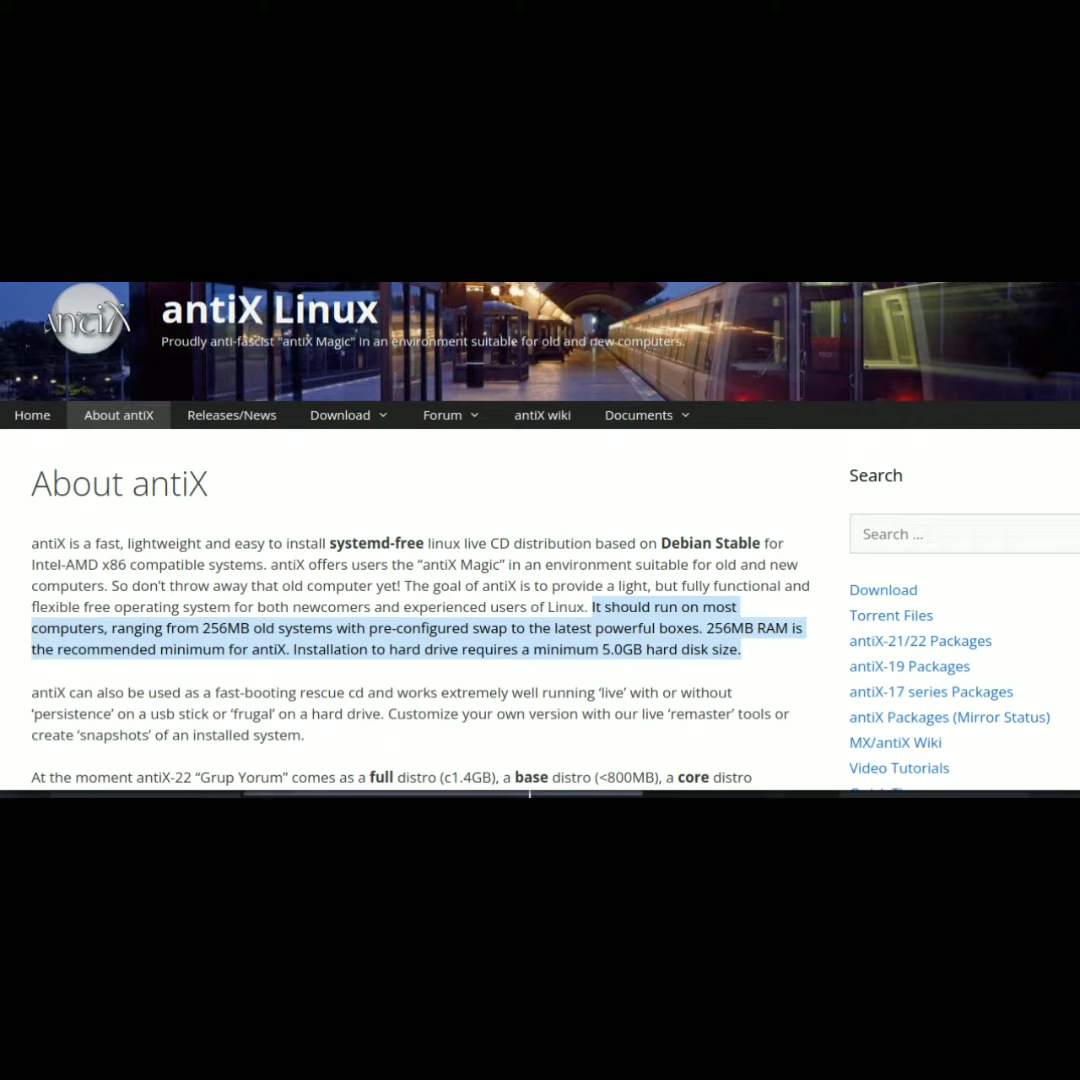 antiX
antiX Linux
Proudly anti-fascist "antiX Magic" in an environment suitable for old and new computers.
Home About antiX Releases/News Download Forum antiX wiki Documents
About antiX
Search
Search ...
antiX is a fast, lightweight and easy to install systemd-free linux live CD distribution based on Debian Stable for
Intel-AMD x86 compatible systems. antiX offers users the “antiX Magic” in an environment suitable for old and new
computers. So don’t throw away that old computer yet! The goal of antiX is to provide a light, but fully functional and
flexible free operating system for both newcomers and experienced users of Linux. It should run on most
computers, ranging from 256MB old systems with pre-configured swap to the latest powerful boxes. 256MB RAM is
the recommended minimum for antiX. Installation to hard drive requires a minimum 5.0GB hard disk size.
antiX can also be used as a fast-booting rescue cd and works extremely well running ‘live’ with or without
‘persistence’ on a usb stick or ‘frugal’ on a hard drive. Customize your own version with our live ‘remaster’ tools or
create ‘snapshots’ of an installed system.
At the moment antiX-22 “Grup Yorum” comes as a full distro (c1.4GB), a base distro (<800MB), a core distro
Download
Torrent Files
antiX-21/22 Packages
antiX-19 Packages
antiX-17 series Packages
antiX Packages (Mirror Status)
MX/antiX Wiki
Video Tutorials